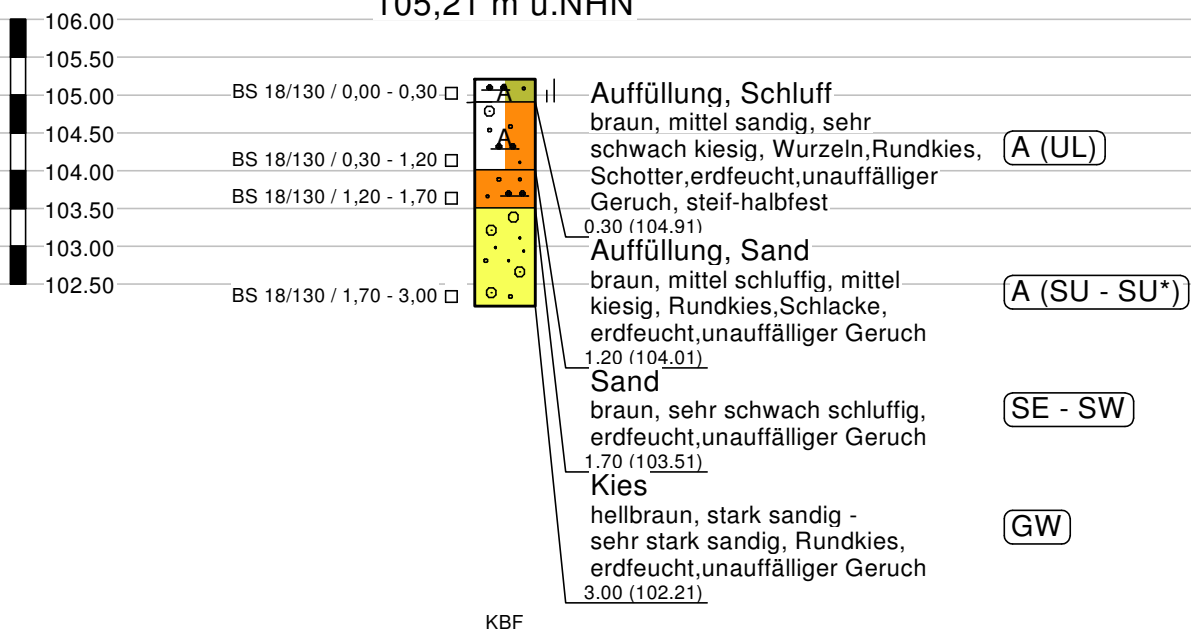 105,21 m ü.NHN
106.00
105.50
105.00
104.50
104.00
103.50
103.00
102.50
BS 18/130 / 0,00 - 0,30
BS 18/130 / 0,30 - 1,20
BS 18/130 / 1,20 - 1,70
BS 18/130 / 1,70 - 3,00
A
A
Auffüllung, Schluff
braun, mittel sandig, sehr
schwach kiesig, Wurzeln,Rundkies,
Schotter,erdfeucht,unauffälliger
Geruch, steif-halbfest
0.30 (104.91)
A (UL)
Auffüllung, Sand
braun, mittel schluffig, mittel
kiesig, Rundkies,Schlacke,
erdfeucht,unauffälliger Geruch
1.20 (104.01)
A (SU - SU*)
Sand
braun, sehr schwach schluffig,
erdfeucht,unauffälliger Geruch
1.70 (103.51)
SE - SW
Kies
hellbraun, stark sandig -
sehr stark sandig, Rundkies,
erdfeucht,unauffälliger Geruch
3.00 (102.21)
GW
KBF